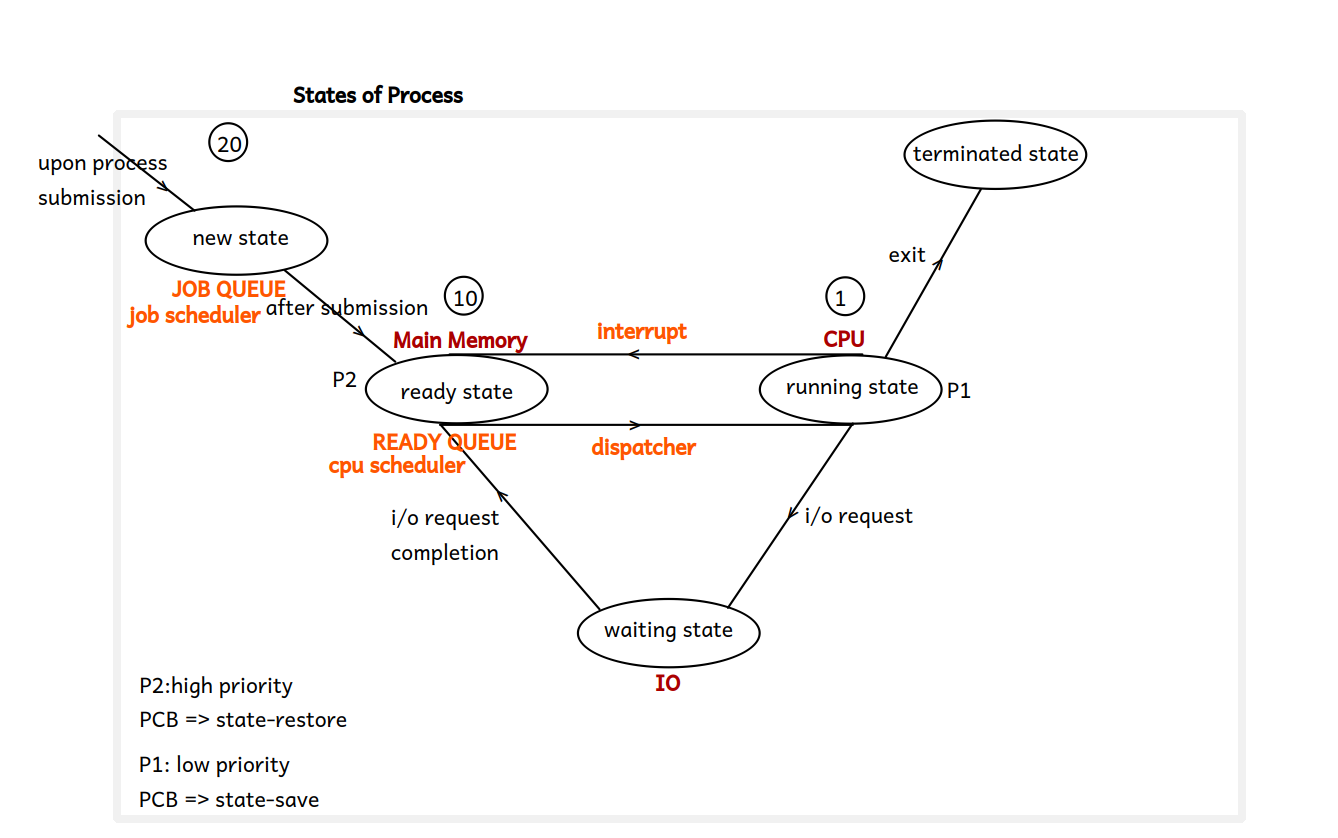 States of Process
20
upon process
submission
terminated state
new state
exit
JOB QUEUE
job scheduler
after submission
10
1
Main Memory
interrupt
CPU
P2
ready state
running state
P1
READY QUEUE
cpu scheduler
dispatcher
i/o request
completion
i/o request
waiting state
IO
P2:high priority
PCB => state-restore
P1: low priority
PCB => state-save